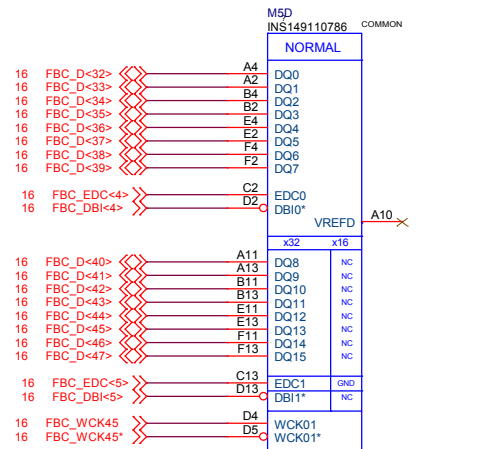 M5D
INS149110786 COMMON
NORMAL
16 FBC_D<32> A4 DQ0
16 FBC_D<33> A2 DQ1
16 FBC_D<34> B4 DQ2
16 FBC_D<35> B2 DQ3
16 FBC_D<36> E4 DQ4
16 FBC_D<37> E2 DQ5
16 FBC_D<38> F4 DQ6
16 FBC_D<39> F2 DQ7
16 FBC_EDC<4> C2 EDC0
16 FBC_DBI<4> D2 DBI0*
VREFD A10
x32 x16
16 FBC_D<40> A11 DQ8 NC
16 FBC_D<41> A13 DQ9 NC
16 FBC_D<42> B11 DQ10 NC
16 FBC_D<43> B13 DQ11 NC
16 FBC_D<44> E11 DQ12 NC
16 FBC_D<45> E13 DQ13 NC
16 FBC_D<46> F11 DQ14 NC
16 FBC_D<47> F13 DQ15 NC
16 FBC_EDC<5> C13 EDC1 GND
16 FBC_DBI<5> D13 DBI1* NC
16 FBC_WCK45 D4 WCK01
16 FBC_WCK45* D5 WCK01*